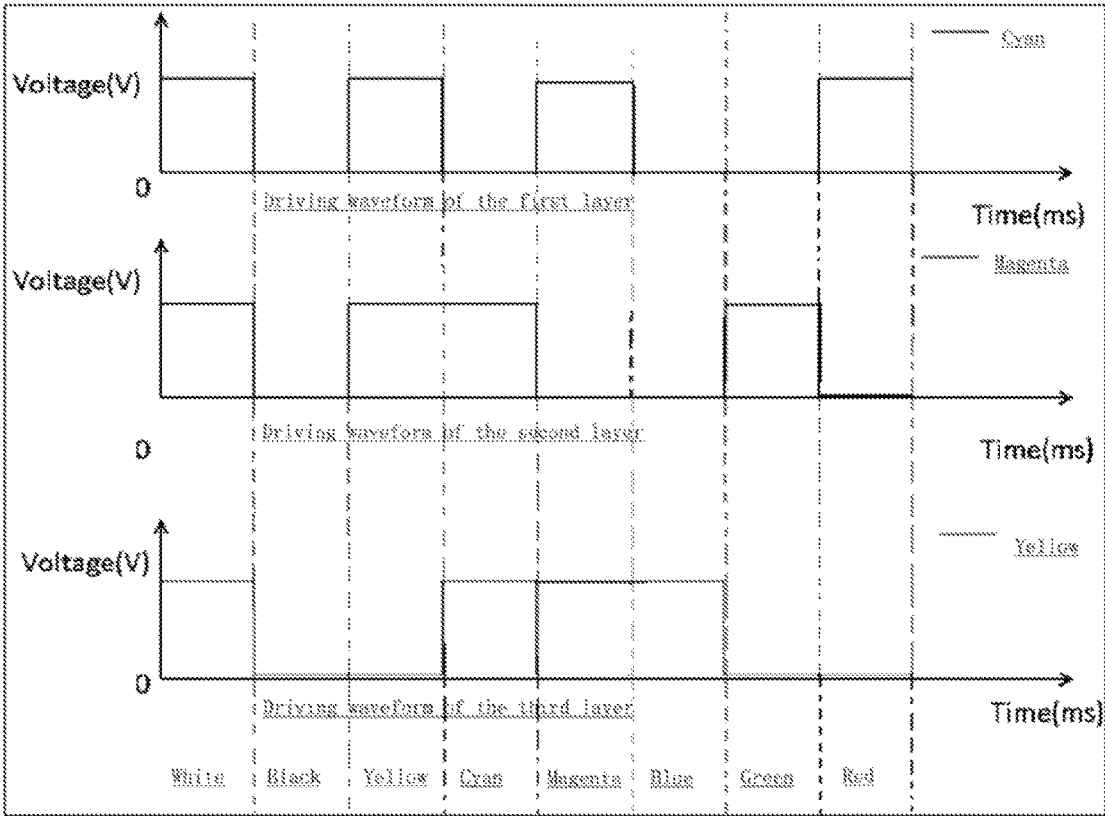 Cyan
Voltage(V)
0
Driving waveform of the first layer
Time(ms)
Magenta
Voltage(V)
Driving waveform of the second layer
0
Time(ms)
Yellow
Voltage(V)
0
Driving waveform of the third layer
Time(ms)
White Black Yellow Cyan Magenta Blue Green Red